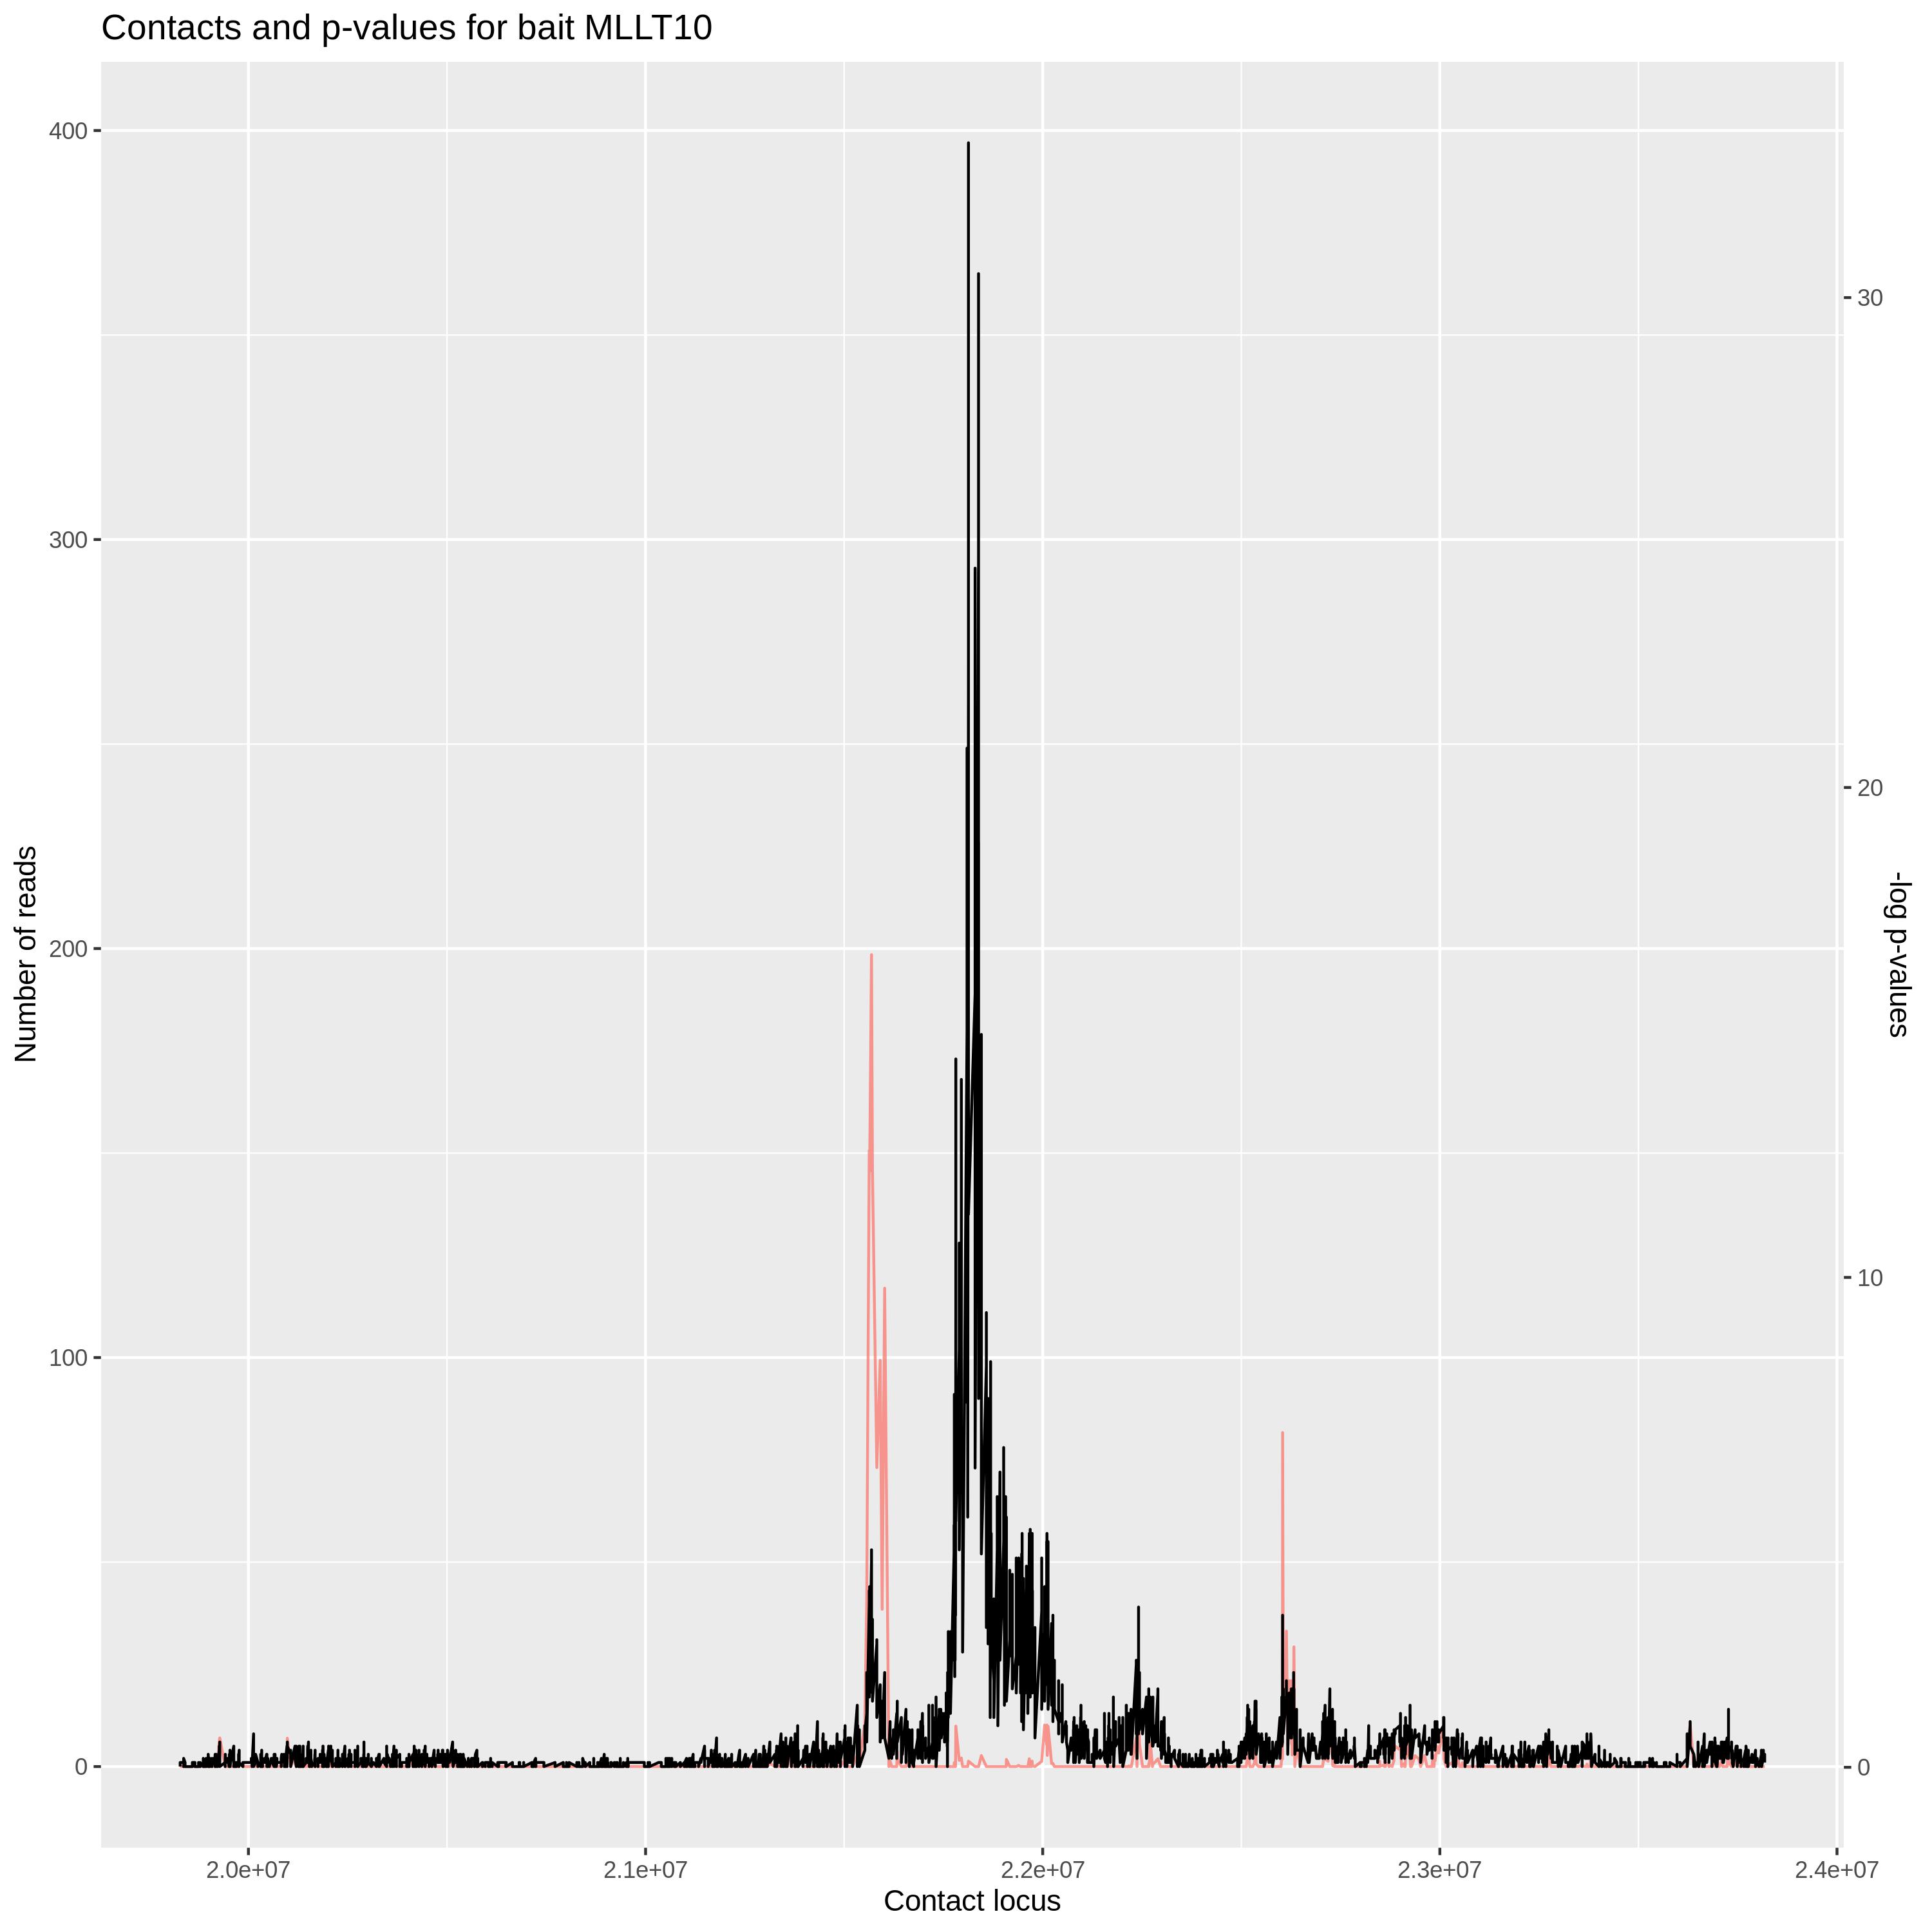 Contacts and p-values for bait MLLT10
400
300
200
100
0
Number of reads
30
20
10
0
-log p-values
2.0e+07
2.1e+07
2.2e+07
2.3e+07
2.4e+07
Contact locus